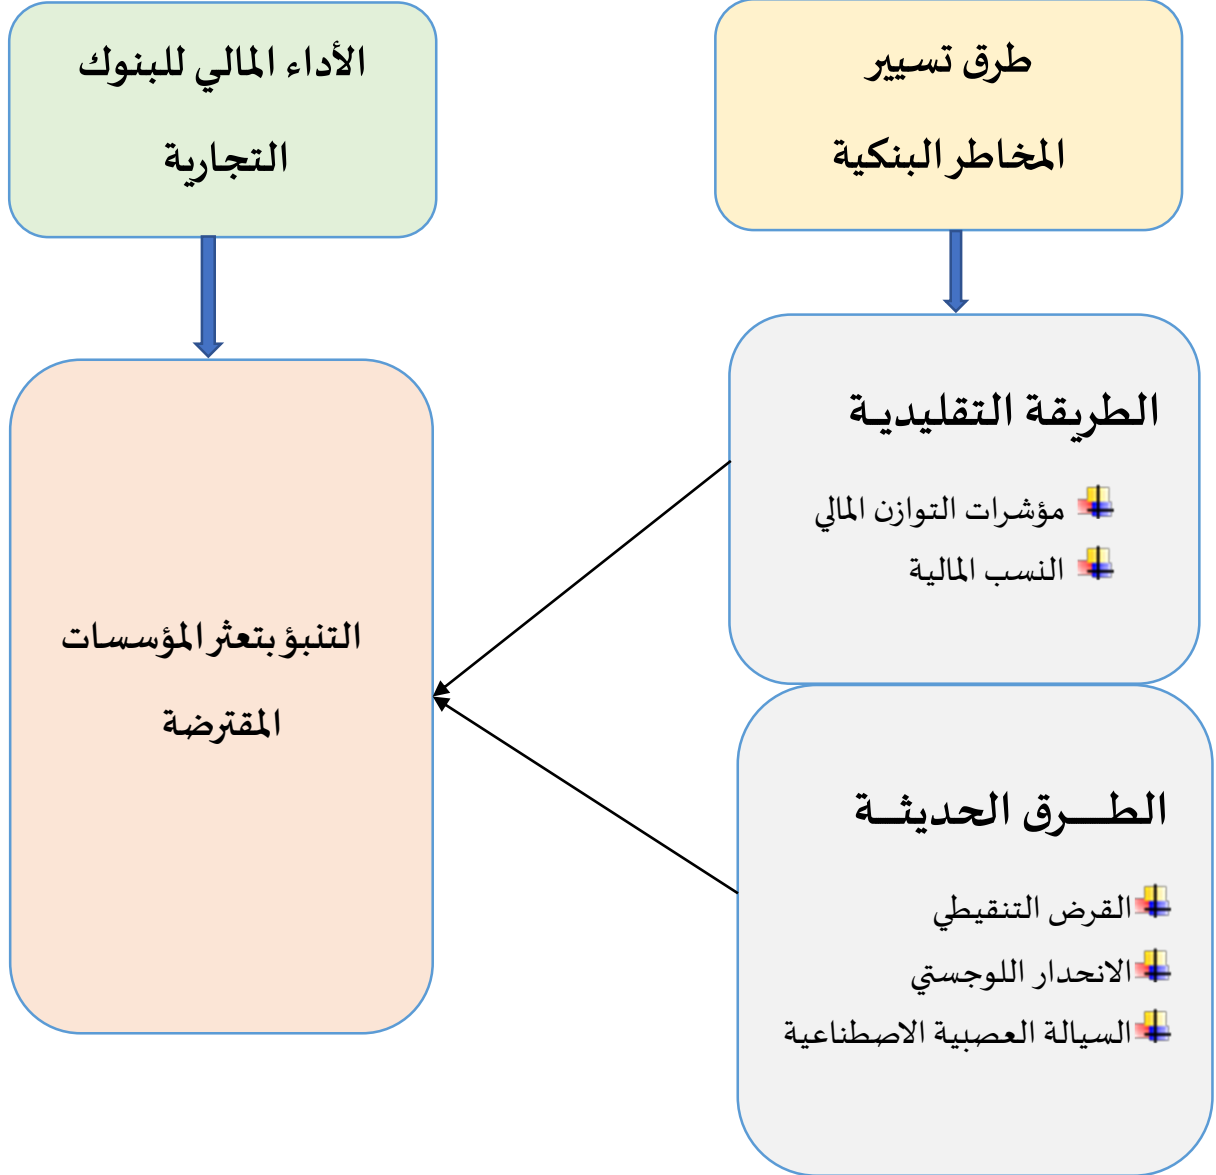 طرق تسيير
المخاطر البنكية
الأداء المالي للبنوك
التجارية
الطريقة التقليدية
مؤشرات التوازن المالي
النسب المالية
الطـــرق الحديثــة
القرض التنقيطي
الانحدار اللوجستي
السيالة العصبية الاصطناعية
التنبؤ بتعثر المؤسسات
المقترضة